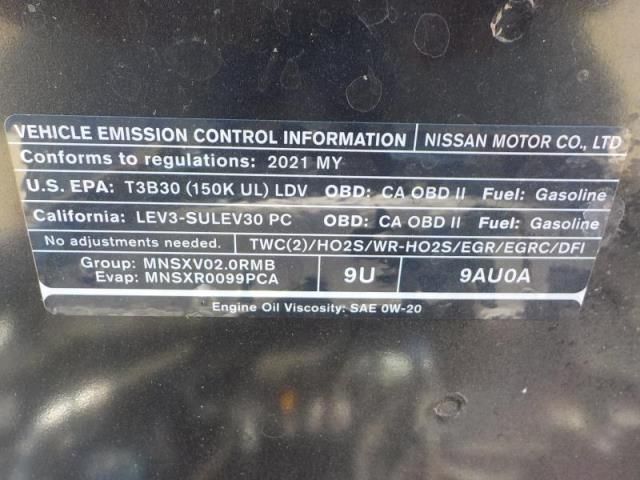 VEHICLE EMISSION CONTROL INFORMATION NISSAN MOTOR CO., LTD
Conforms to regulations: 2021 MY
U.S. EPA: T3B30 (150K UL) LDV OBD: CA OBD II Fuel: Gasoline
California: LEV3-SULEV30 PC OBD: CA OBD II Fuel: Gasoline
No adjustments needed. TWC(2)/HO2S/WR-HO2S/EGR/EGRC/DFI
Group: MNSXV02.0RMB
Evap: MNSXR0099PCA
9U 9AU0A
Engine Oil Viscosity: SAE 0W-20